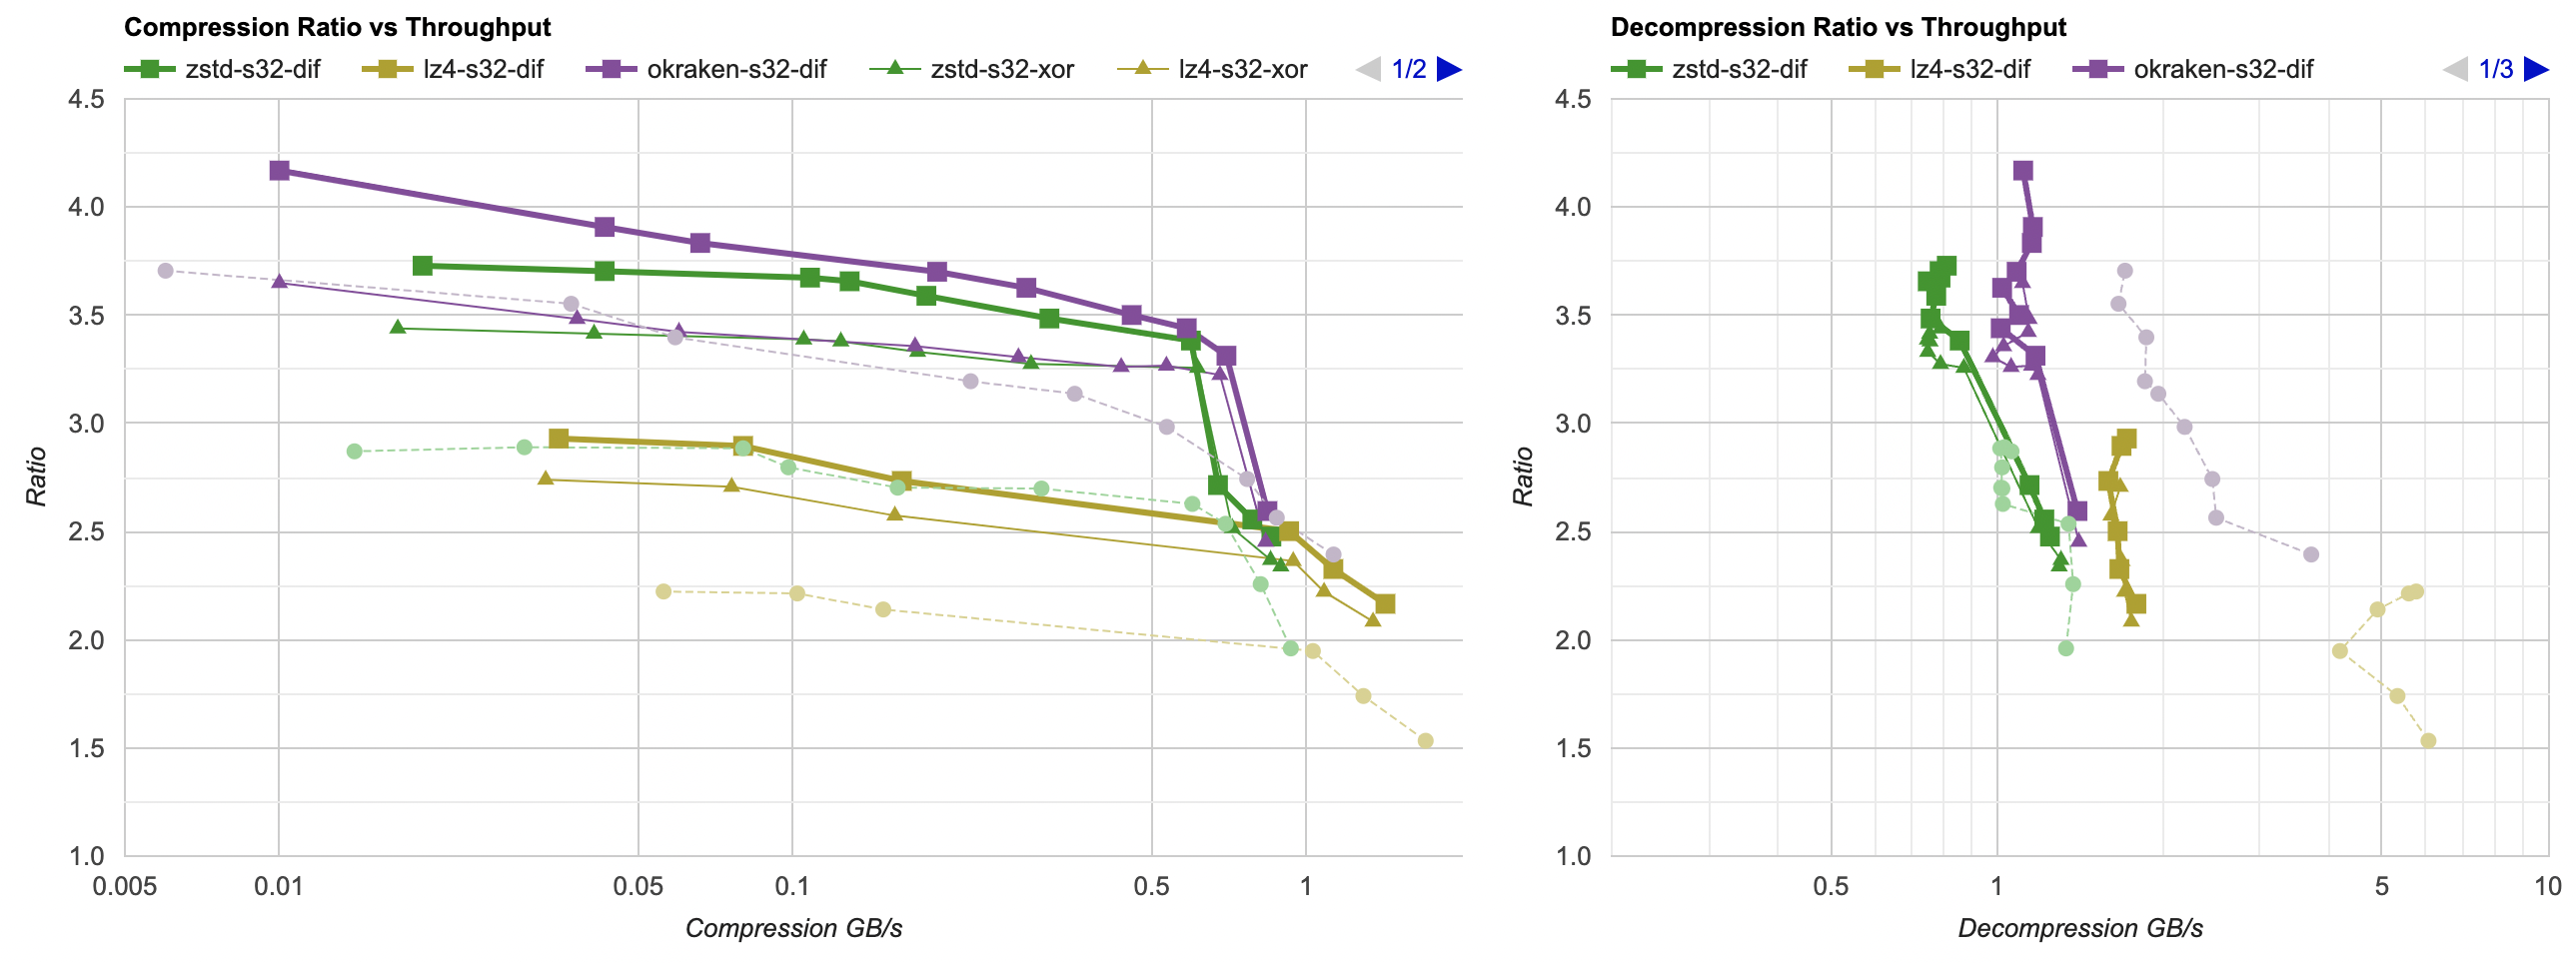 Compression Ratio vs Throughput
zstd-s32-dif lz4-s32-dif okraken-s32-dif zstd-s32-xor lz4-s32-xor 1/2
4.5
4.0
3.5
3.0
2.5
2.0
1.5
1.0
Ratio
0.005 0.01 0.05 0.1 0.5 1
Compression GB/s
Decompression Ratio vs Throughput
zstd-s32-dif lz4-s32-dif okraken-s32-dif 1/3
4.5
4.0
3.5
3.0
2.5
2.0
1.5
1.0
Ratio
0.5 1 5 10
Decompression GB/s